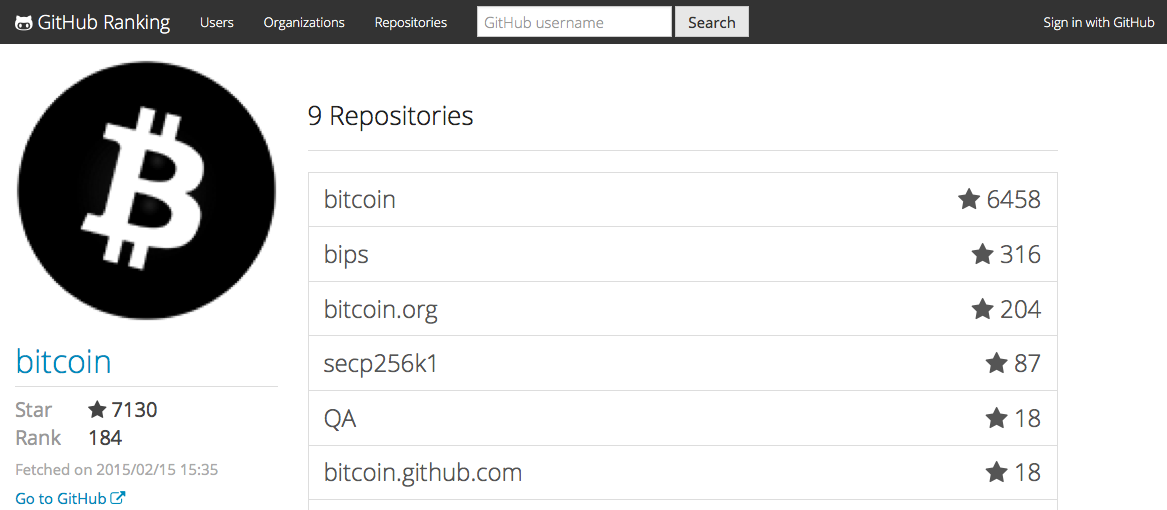 GitHub Ranking Users Organizations Repositories GitHub username Search Sign in with GitHub
9 Repositories
bitcoin 6458
bips 316
bitcoin.org 204
secp256k1 87
QA 18
bitcoin.github.com 18
bitcoin
Star 7130
Rank 184
Fetched on 2015/02/15 15:35
Go to GitHub